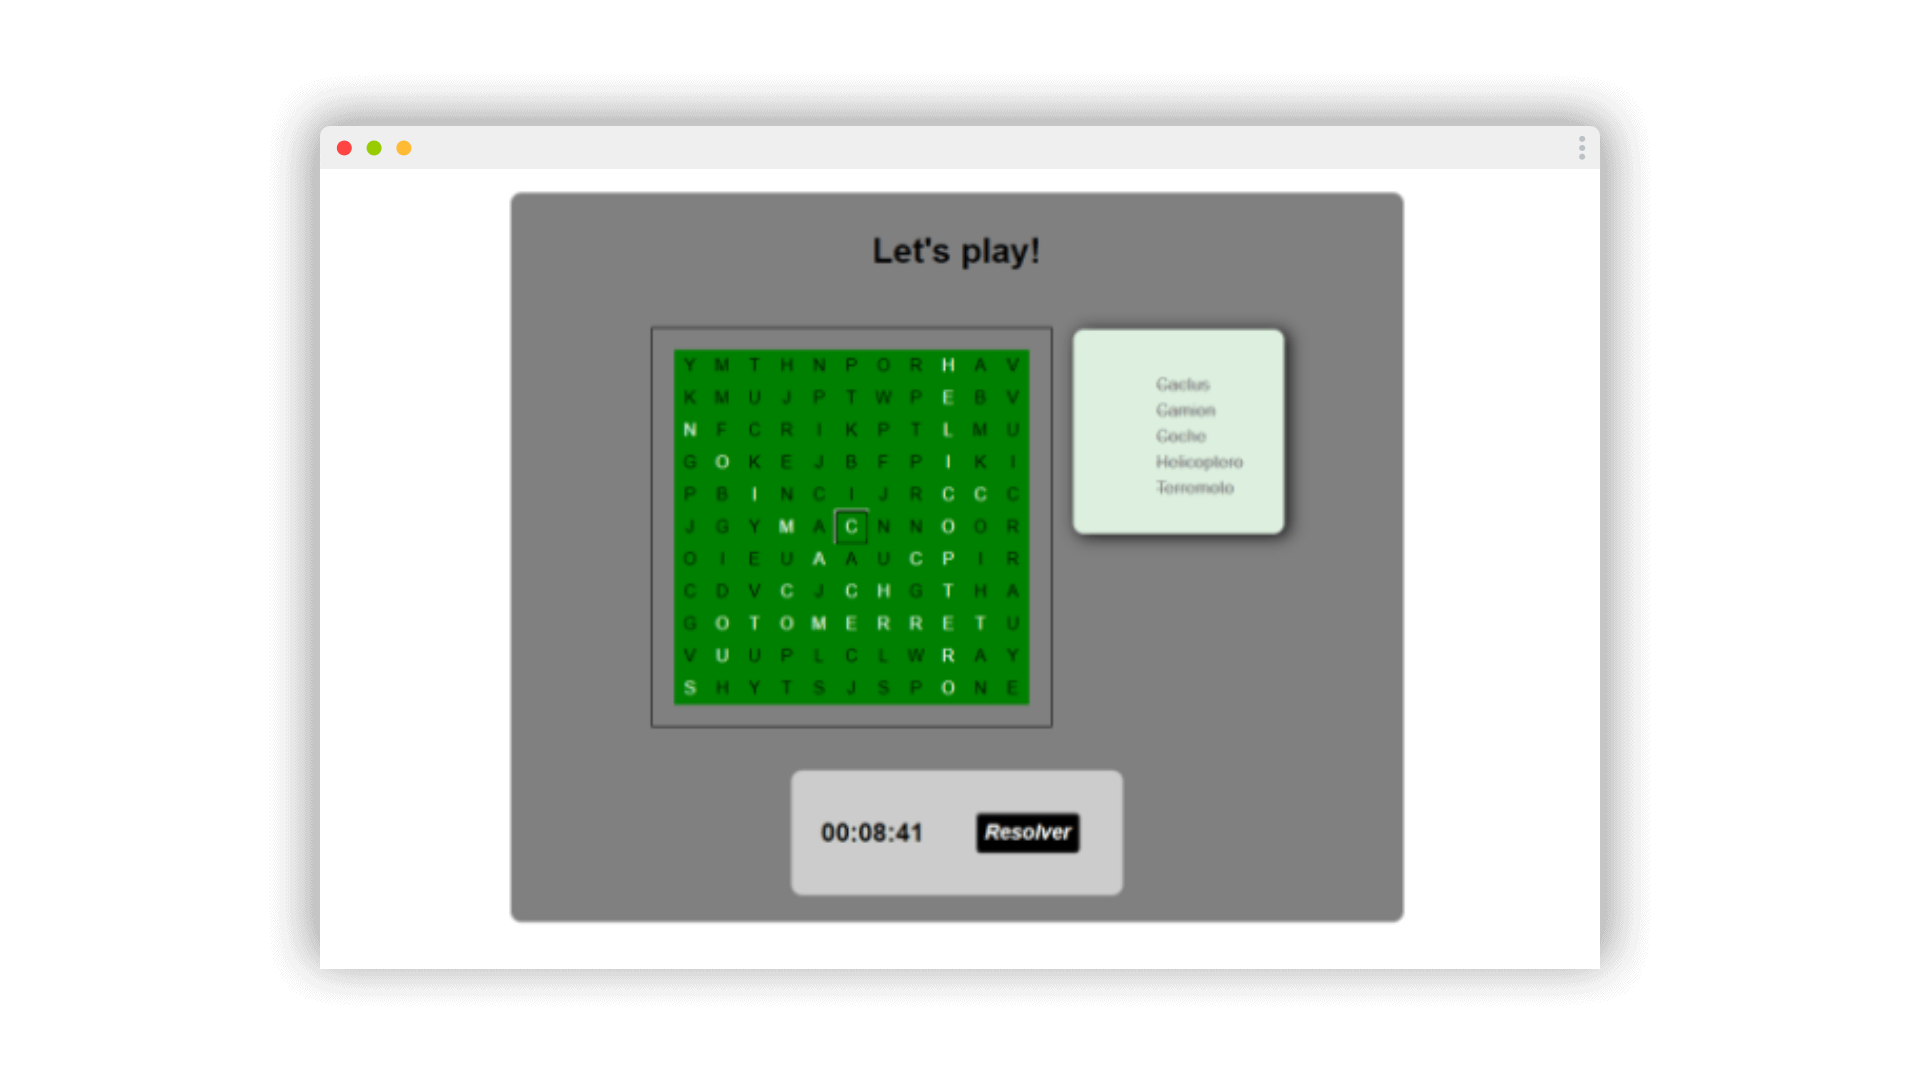 Let's play!
Y M T H N P O R H A V
K M U J P T W P E B V
N F C R I K P T L M U
G O K E J B F P I K I
P B I N C I J R C C C
J G Y M A C N N O O R
O I E U A A U C P I R
C D V C J C H G T H A
G O T O M E R R E T U
V U U P L C L W R A Y
S H Y T S J S P O N E
Cactus
Camion
Coche
Helicoptero
Terremoto
00:08:41
Resolver